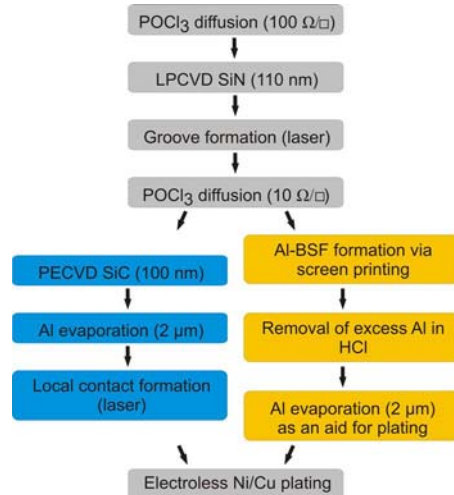 POCl₃ diffusion (100 Ω/□)
LPCVD SiN (110 nm)
Groove formation (laser)
POCl₃ diffusion (10 Ω/□)
PECVD SiC (100 nm)
Al evaporation (2 µm)
Local contact formation
(laser)
Al-BSF formation via
screen printing
Removal of excess Al in
HCl
Al evaporation (2 µm)
as an aid for plating
Electroless Ni/Cu plating